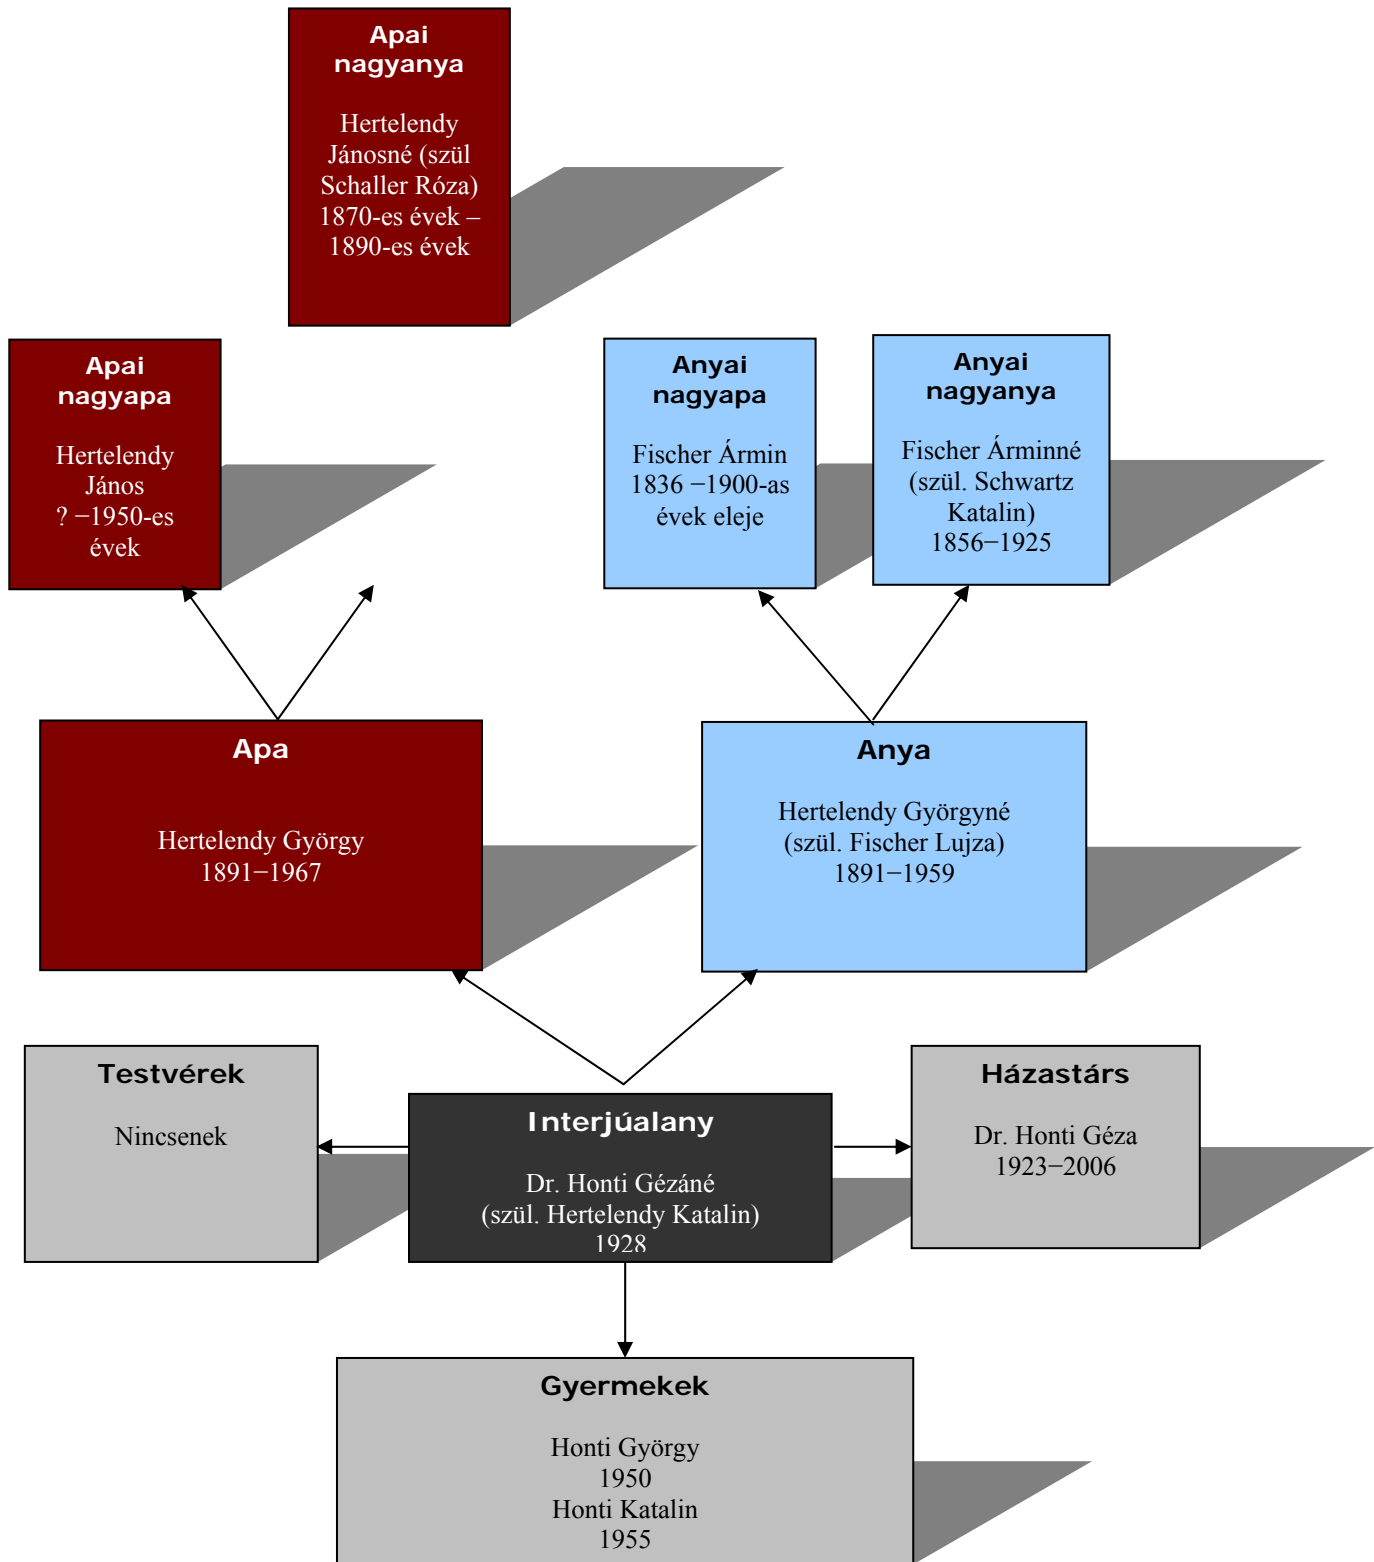 Apai
nagyanya
Hertelendy
Jánosné (szül
Schaller Róza)
1870-es évek –
1890-es évek
Apai
nagyapa
Hertelendy
János
? −1950-es
évek
Anyai
nagyapa
Fischer Ármin
1836 −1900-as
évek eleje
Anyai
nagyanya
Fischer Árminné
(szül. Schwartz
Katalin)
1856−1925
Apa
Hertelendy György
1891−1967
Anya
Hertelendy Györgyné
(szül. Fischer Lujza)
1891−1959
Testvérek
Nincsenek
Interjúalany
Dr. Honti Gézáné
(szül. Hertelendy Katalin)
1928
Házastárs
Dr. Honti Géza
1923−2006
Gyermekek
Honti György
1950
Honti Katalin
1955